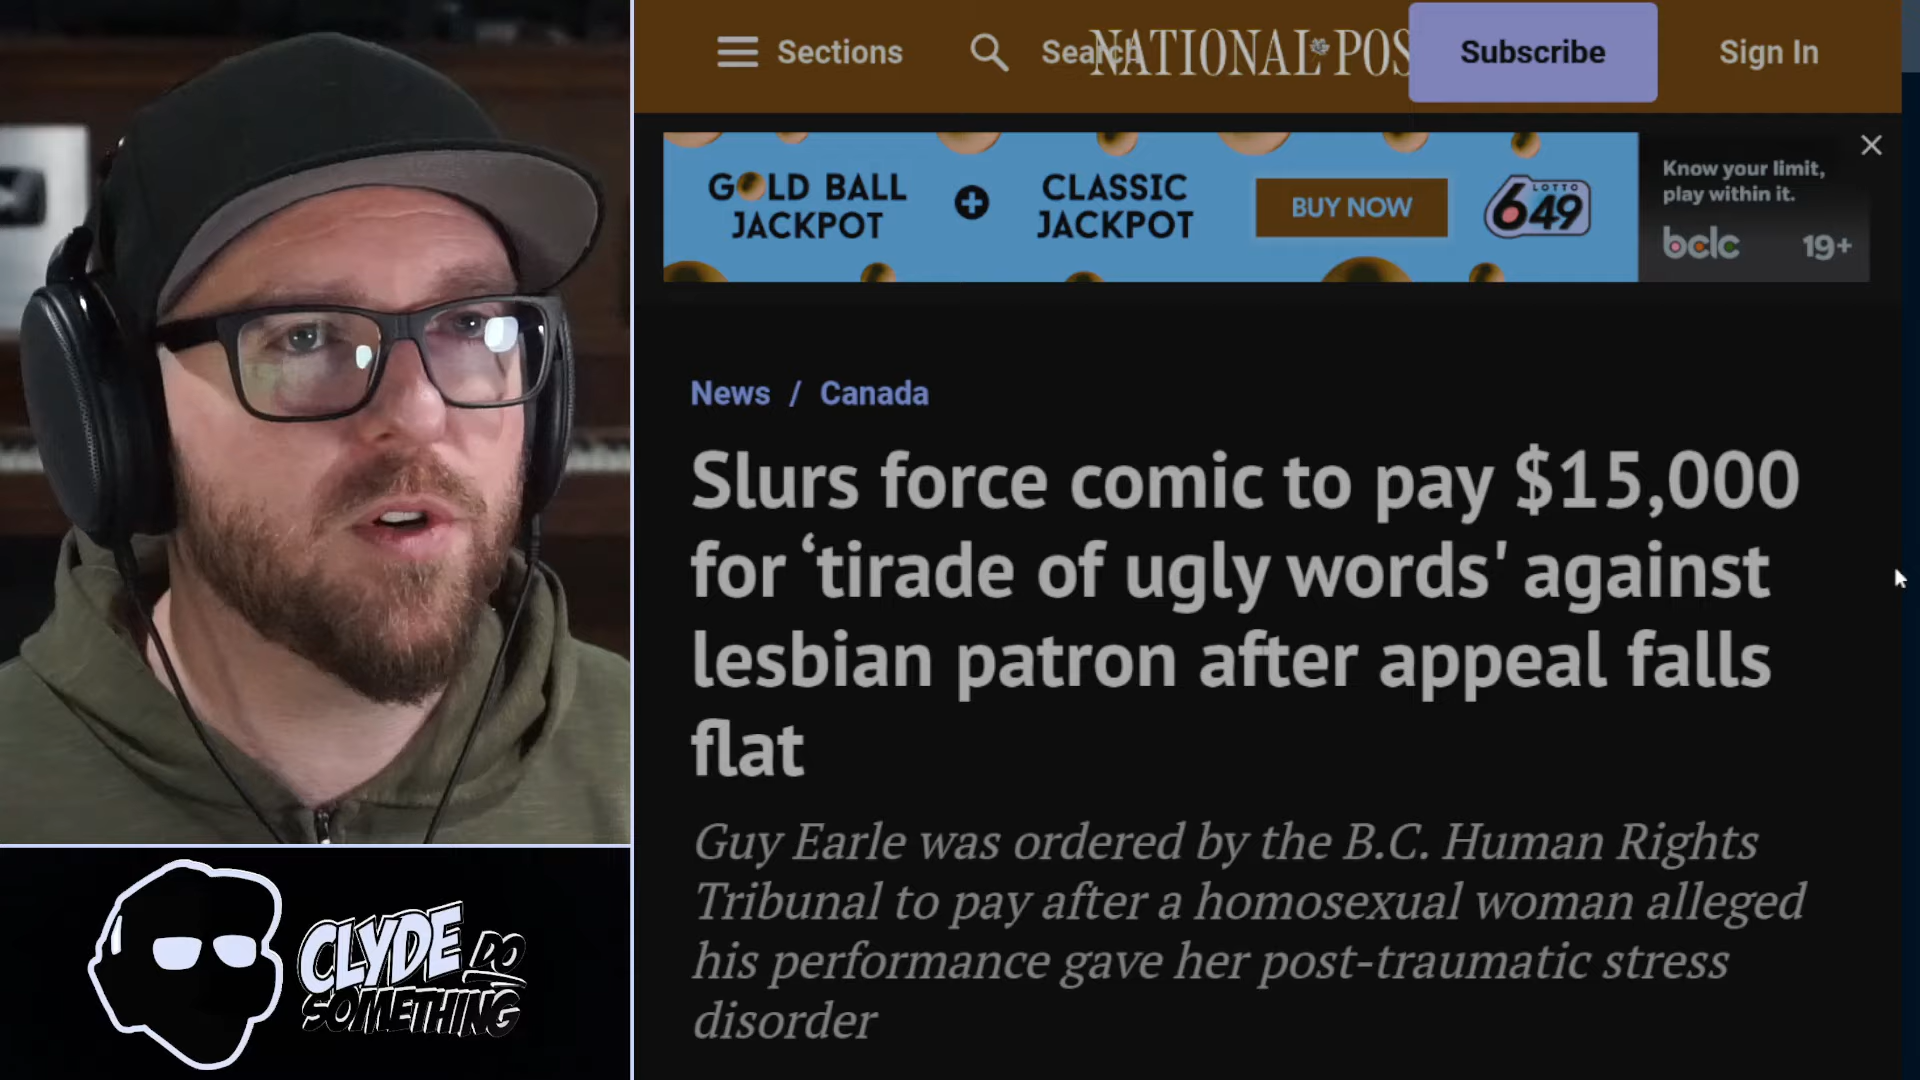 Sections
Search
NATIONAL POS
Subscribe
Sign In
GOLD BALL
JACKPOT
CLASSIC
JACKPOT
BUY NOW
LOTTO
649
Know your limit,
play within it.
bclc 19+
News / Canada
Slurs force comic to pay $15,000
for ‘tirade of ugly words' against
lesbian patron after appeal falls
flat
Guy Earle was ordered by the B.C. Human Rights
Tribunal to pay after a homosexual woman alleged
his performance gave her post-traumatic stress
disorder
CLYDE DO
SOMETHING